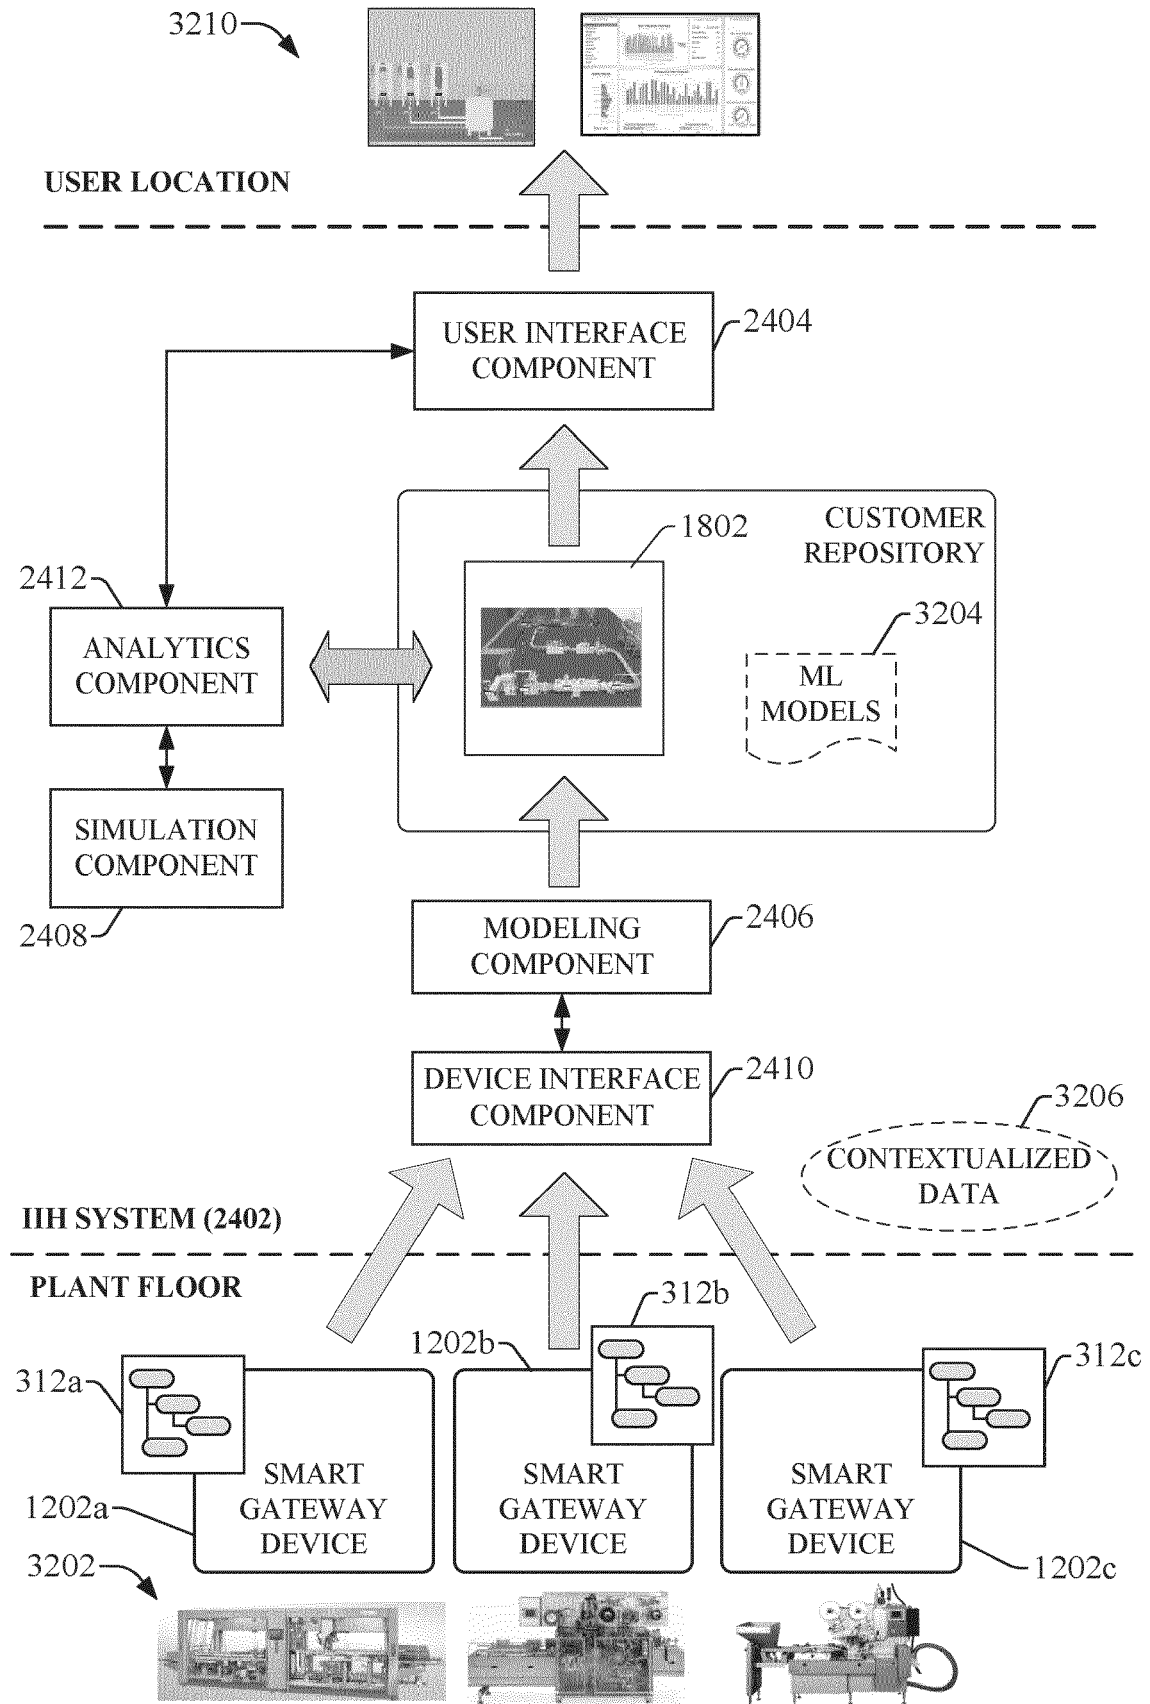 3210
USER LOCATION
USER INTERFACE
COMPONENT
2404
1802
CUSTOMER
REPOSITORY
2412
ANALYTICS
COMPONENT
3204
ML
MODELS
SIMULATION
COMPONENT
2408
MODELING
COMPONENT
2406
DEVICE INTERFACE
COMPONENT
2410
3206
CONTEXTUALIZED
DATA
IIH SYSTEM (2402)
PLANT FLOOR
312a
1202b
312b
312c
SMART
GATEWAY
DEVICE
SMART
GATEWAY
DEVICE
SMART
GATEWAY
DEVICE
1202a
1202c
3202